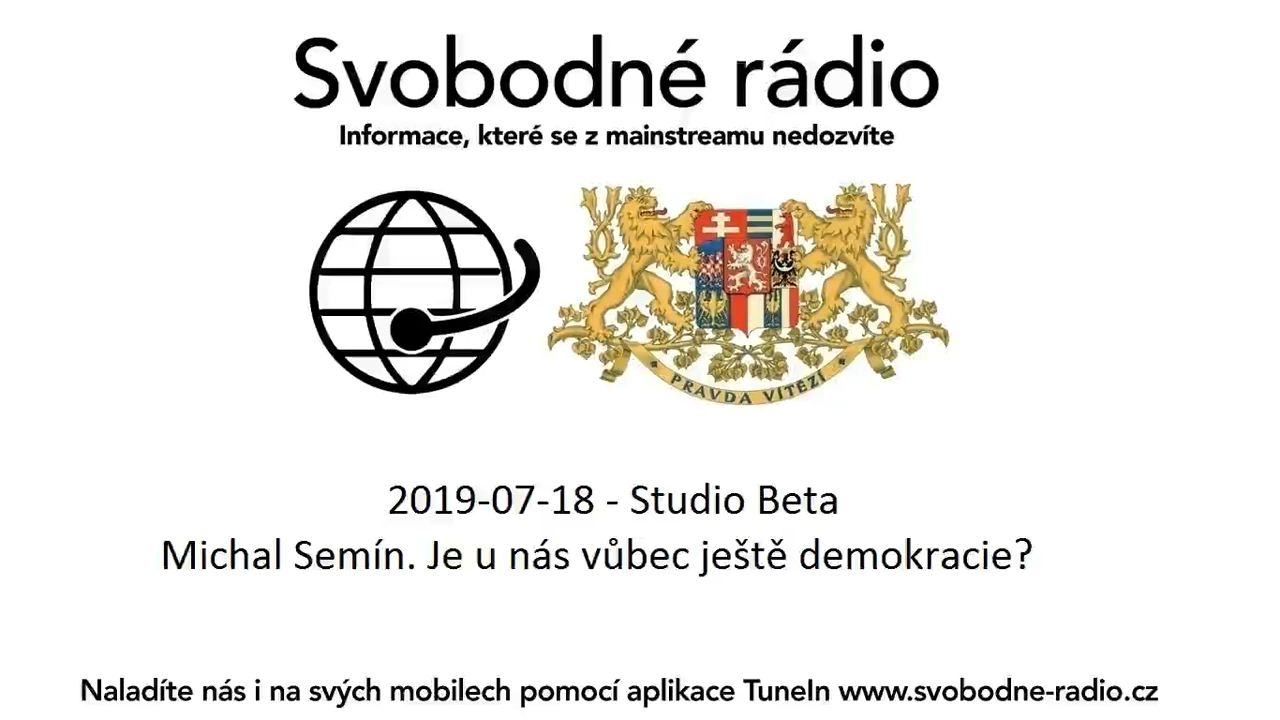 Svobodné rádio
Informace, které se z mainstreamu nedozvíte
PRAVDA VÍTĚZÍ
2019-07-18 - Studio Beta
Michal Semín. Je u nás vůbec ještě demokracie?
Naladíte nás i na svých mobilech pomocí aplikace TuneIn www.svobodne-radio.cz